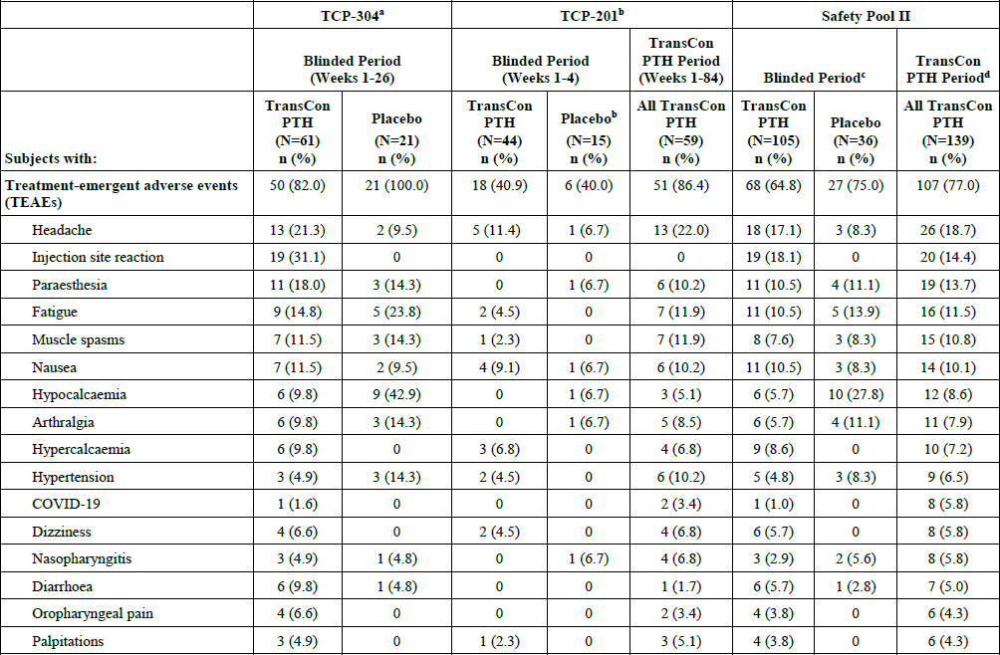 TCP-304a TCP-201b Safety Pool II
Blinded Period (Weeks 1-26) Blinded Period (Weeks 1-4) TransCon PTH Period (Weeks 1-84) Blinded Periodc TransCon PTH Periodd
Subjects with: TransCon PTH (N=61) n (%) Placebo (N=21) n (%) TransCon PTH (N=44) n (%) Placebob (N=15) n (%) All TransCon PTH (N=59) n (%) TransCon PTH (N=105) n (%) Placebo (N=36) n (%) All TransCon PTH (N=139) n (%)
Treatment-emergent adverse events (TEAEs) 50 (82.0) 21 (100.0) 18 (40.9) 6 (40.0) 51 (86.4) 68 (64.8) 27 (75.0) 107 (77.0)
Headache 13 (21.3) 2 (9.5) 5 (11.4) 1 (6.7) 13 (22.0) 18 (17.1) 3 (8.3) 26 (18.7)
Injection site reaction 19 (31.1) 0 0 0 0 19 (18.1) 0 20 (14.4)
Paraesthesia 11 (18.0) 3 (14.3) 0 1 (6.7) 6 (10.2) 11 (10.5) 4 (11.1) 19 (13.7)
Fatigue 9 (14.8) 5 (23.8) 2 (4.5) 0 7 (11.9) 11 (10.5) 5 (13.9) 16 (11.5)
Muscle spasms 7 (11.5) 3 (14.3) 1 (2.3) 0 7 (11.9) 8 (7.6) 3 (8.3) 15 (10.8)
Nausea 7 (11.5) 2 (9.5) 4 (9.1) 1 (6.7) 6 (10.2) 11 (10.5) 3 (8.3) 14 (10.1)
Hypocalcaemia 6 (9.8) 9 (42.9) 0 1 (6.7) 3 (5.1) 6 (5.7) 10 (27.8) 12 (8.6)
Arthralgia 6 (9.8) 3 (14.3) 0 1 (6.7) 5 (8.5) 6 (5.7) 4 (11.1) 11 (7.9)
Hypercalcaemia 6 (9.8) 0 3 (6.8) 0 4 (6.8) 9 (8.6) 0 10 (7.2)
Hypertension 3 (4.9) 3 (14.3) 2 (4.5) 0 6 (10.2) 5 (4.8) 3 (8.3) 9 (6.5)
COVID-19 1 (1.6) 0 0 0 2 (3.4) 1 (1.0) 0 8 (5.8)
Dizziness 4 (6.6) 0 2 (4.5) 0 4 (6.8) 6 (5.7) 0 8 (5.8)
Nasopharyngitis 3 (4.9) 1 (4.8) 0 1 (6.7) 4 (6.8) 3 (2.9) 2 (5.6) 8 (5.8)
Diarrhoea 6 (9.8) 1 (4.8) 0 0 1 (1.7) 6 (5.7) 1 (2.8) 7 (5.0)
Oropharyngeal pain 4 (6.6) 0 0 0 2 (3.4) 4 (3.8) 0 6 (4.3)
Palpitations 3 (4.9) 0 1 (2.3) 0 3 (5.1) 4 (3.8) 0 6 (4.3)